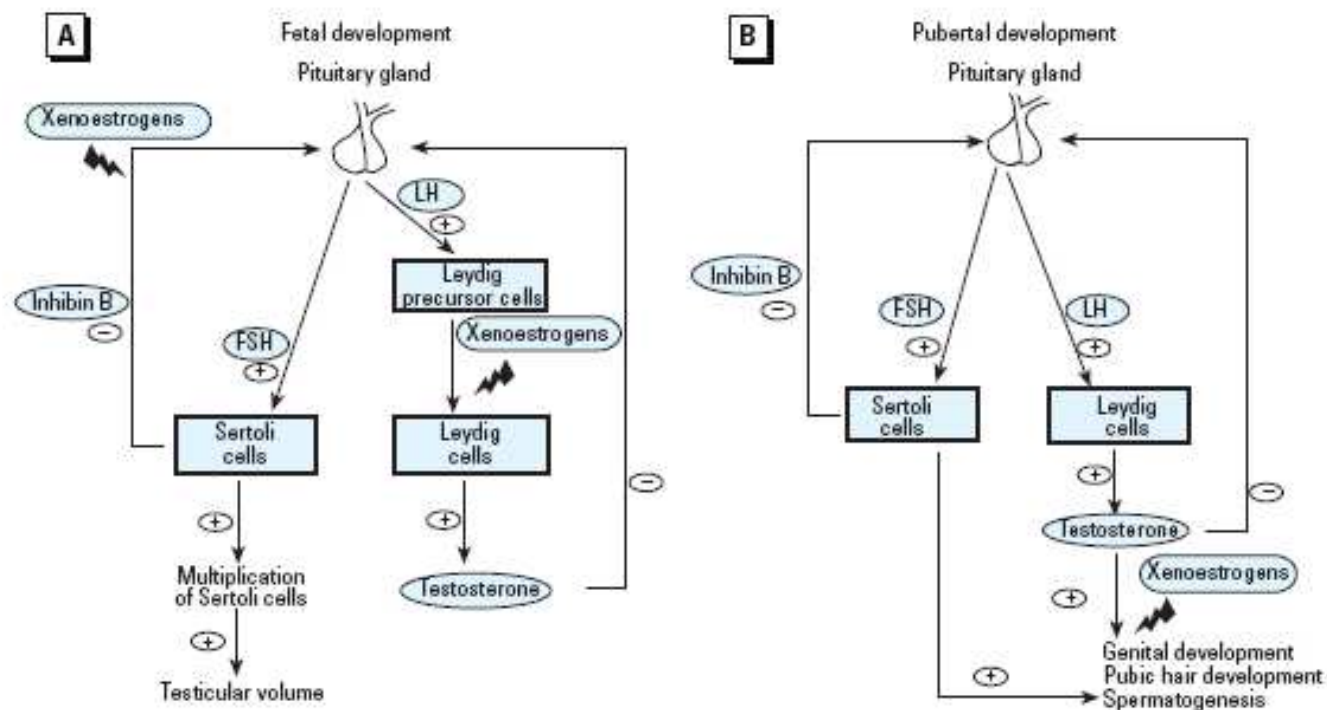 A
Fetal development
Pituitary gland
Xenoestrogens
LH
+
Leydig
precursor cells
Inhibin B
−
FSH
+
Xenoestrogens
Sertoli
cells
Leydig
cells
−
+
+
Multiplication
of Sertoli cells
Testosterone
+
Testicular volume
B
Pubertal development
Pituitary gland
Inhibin B
−
FSH
+
LH
+
Sertoli
cells
Leydig
cells
+
−
Testosterone
Xenoestrogens
+
Genital development
Pubic hair development
Spermatogenesis
+